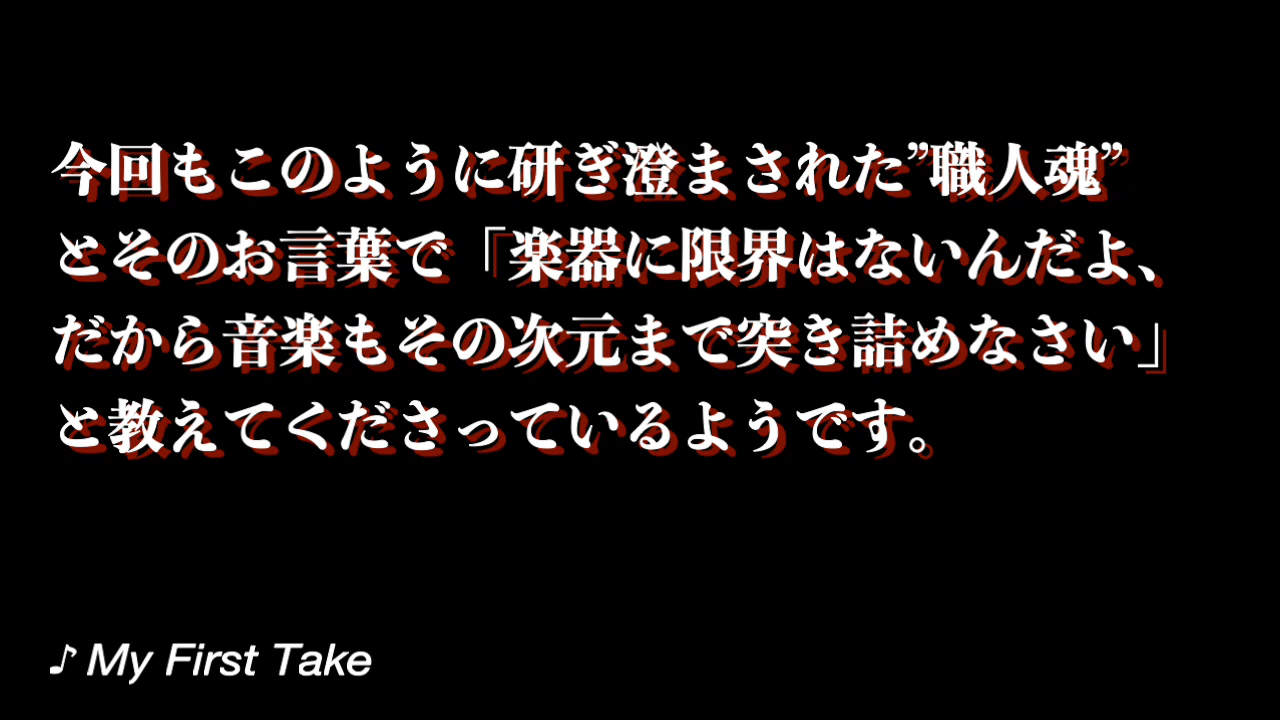 今回もこのように研ぎ澄まされた”職人魂”
とそのお言葉で「楽器に限界はないんだよ、
だから音楽もその次元まで突き詰めなさい」
と教えてくださっているようです。
♪ My First Take